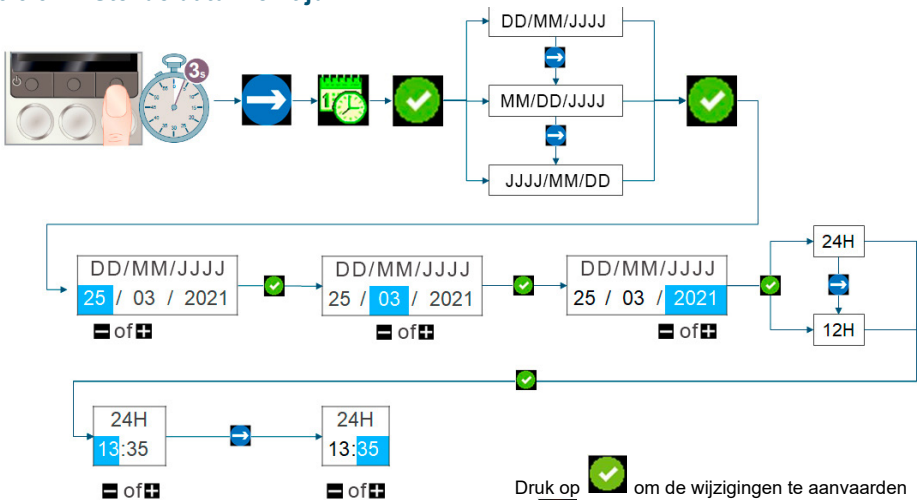 DD/MM/JJJJ
3s
MM/DD/JJJJ
JJJJ/MM/DD
24H
DD/MM/JJJJ
25 / 03 / 2021
- of +
DD/MM/JJJJ
25 / 03 / 2021
- of +
DD/MM/JJJJ
25 / 03 / 2021
- of +
12H
24H
13:35
- of +
24H
13:35
- of +
Druk op om de wijzigingen te aanvaarden